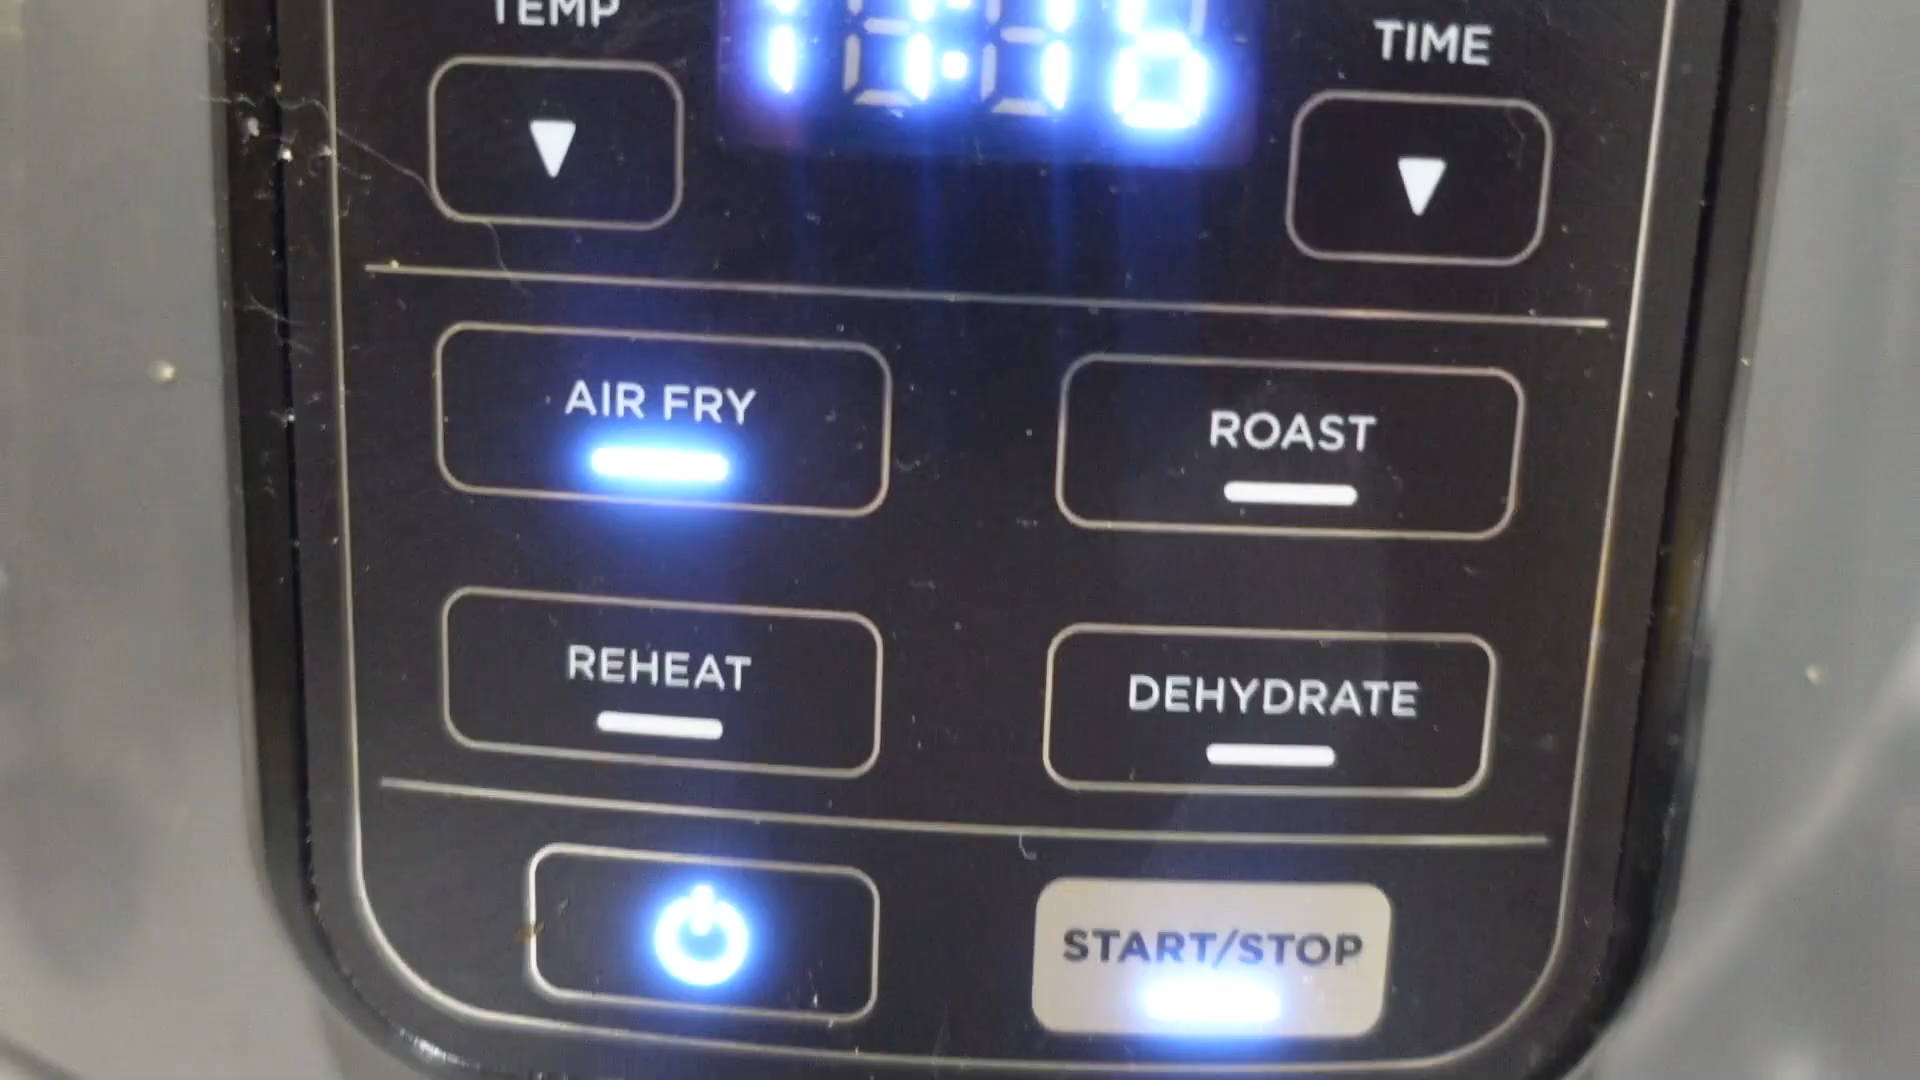 TEMP
TIME
AIR FRY
ROAST
REHEAT
DEHYDRATE
START/STOP